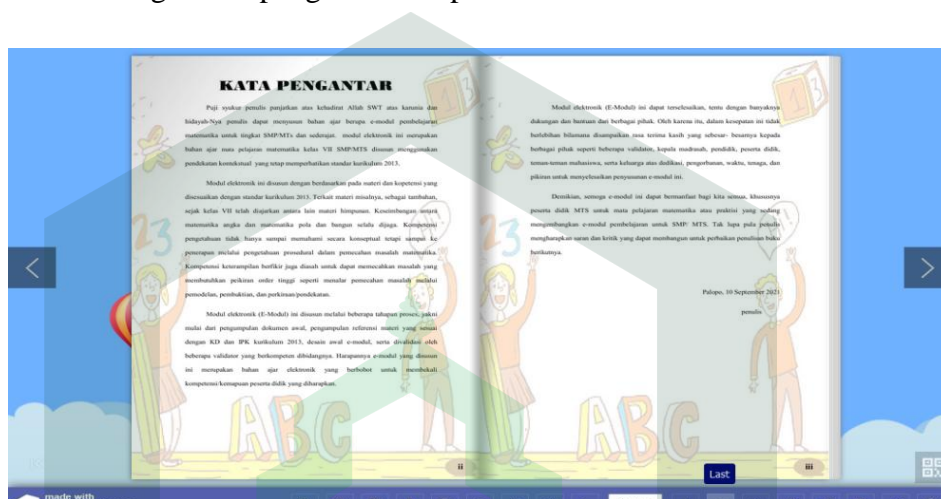 KATA PENGANTAR
Puji syukur penulis panjatkan atas kehadirat Allah SWT atas karunia dan
hidayah-Nya penulis dapat menyusun bahan ajar berupa e-modul pembelajaran
matematika untuk tingkat SMP/MTs dan sederajat. modul elektronik ini merupakan
bahan ajar mata pelajaran matematika kelas VII SMP/MTS disusun menggunakan
pendekatan kontekstual yang tetap memperhatikan standar kurikulum 2013.
Modul elektronik ini disusun dengan berdasarkan pada materi dan kopetensi yang
disesuaikan dengan standar kurikulum 2013. Terkait materi misalnya, sebagai tambahan,
sejak kelas VII telah diajarkan antara lain materi himpunan. Keseimbangan antara
matematika angka dan matematika pola dan bangun selalu dijaga. Kompetensi
pengetahuan tidak hanya sampai memahami secara konseptual tetapi sampai ke
penerapan melalui pengetahuan prosedural dalam pemecahan masalah matematika.
Kompetensi keterampilan berfikir juga diasah untuk dapat memecahkan masalah yang
membutuhkan peikiran order tinggi seperti menalar pemecahan masalah melalui
pemodelan, pembuktian, dan perkiraan/pendekatan.
Modul elektronik (E-Modul) ini disusun melalui beberapa tahapan proses, yakni
mulai dari pengumpulan dokumen awal, pengumpulan referensi materi yang sesuai
dengan KD dan IPK kurikulum 2013, desain awal e-modul, serta divalidasi oleh
beberapa validator yang berkompeten dibidangnya. Harapannya e-modul yang disusun
ini merupakan bahan ajar elektronik yang berbobot untuk membekali
kompetensi/kemapuan peserta didik yang diharapkan.
ii
Modul elektronik (E-Modul) ini dapat terselesaikan, tentu dengan banyaknya
dukungan dan bantuan dari berbagai pihak. Oleh karena itu, dalam kesepatan ini tidak
berlebihan bilamana disampaikan rasa terima kasih yang sebesar- besarnya kepada
berbagai pihak seperti beberapa validator, kepala madrasah, pendidik, peserta didik,
teman-teman mahasiswa, serta keluarga atas dedikasi, pengorbanan, waktu, tenaga, dan
pikiran untuk menyelesaikan penyusunan e-modul ini.
Demikian, semoga e-modul ini dapat bermanfaat bagi kita semua, khususnya
peserta didik MTS untuk mata pelajaran matematika atau praktisi yang sedang
mengembangkan e-modul pembelajaran untuk SMP/ MTS. Tak lupa pula penulis
mengharapkan saran dan kritik yang dapat membangun untuk perbaikan penulisan buku
berikutnya.
Palopo, 10 September 2021
penulis
iii
ABC
ABC
23
23
Last
made with